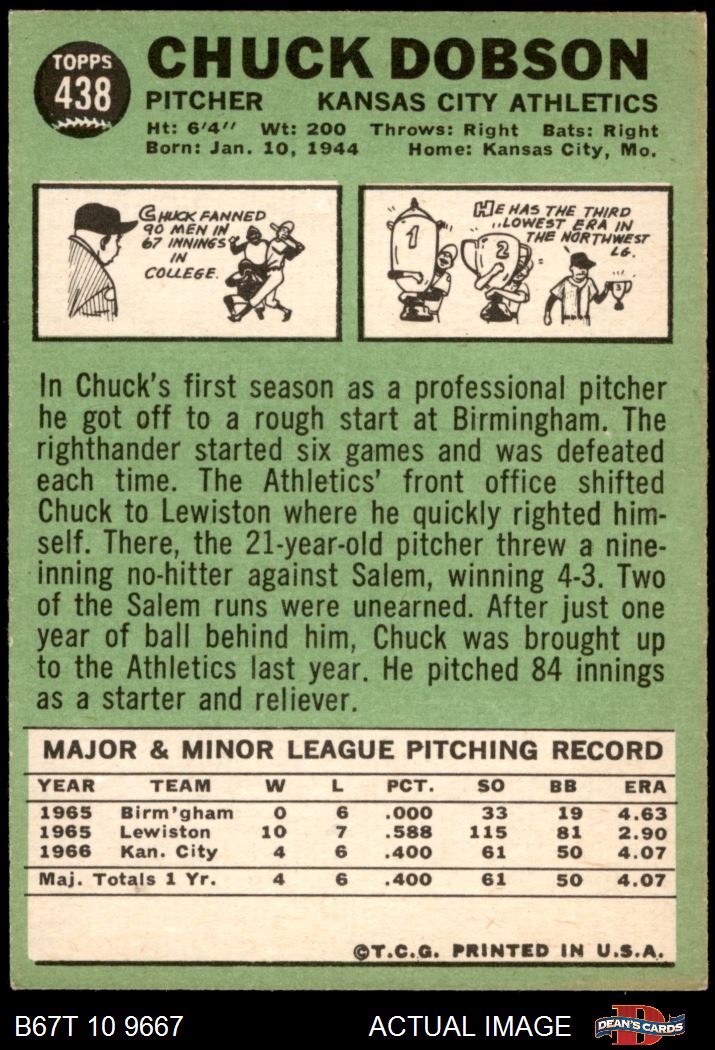 TOPPS
438
CHUCK DOBSON
PITCHER KANSAS CITY ATHLETICS
Ht: 6'4" Wt: 200 Throws: Right Bats: Right
Born: Jan. 10, 1944 Home: Kansas City, Mo.
CHUCK FANNED
90 MEN IN
67 INNINGS
IN
COLLEGE.
HE HAS THE THIRD
LOWEST ERA IN
THE NORTHWEST
LG.
1
2
3
In Chuck's first season as a professional pitcher
he got off to a rough start at Birmingham. The
righthander started six games and was defeated
each time. The Athletics' front office shifted
Chuck to Lewiston where he quickly righted him-
self. There, the 21-year-old pitcher threw a nine-
inning no-hitter against Salem, winning 4-3. Two
of the Salem runs were unearned. After just one
year of ball behind him, Chuck was brought up
to the Athletics last year. He pitched 84 innings
as a starter and reliever.
MAJOR & MINOR LEAGUE PITCHING RECORD
YEAR TEAM W L PCT. SO BB ERA
1965 Birm'gham 0 6 .000 33 19 4.63
1965 Lewiston 10 7 .588 115 81 2.90
1966 Kan. City 4 6 .400 61 50 4.07
Maj. Totals 1 Yr. 4 6 .400 61 50 4.07
©T.C.G. PRINTED IN U.S.A.
B67T 10 9667 ACTUAL IMAGE
D
DEAN'S CARDS